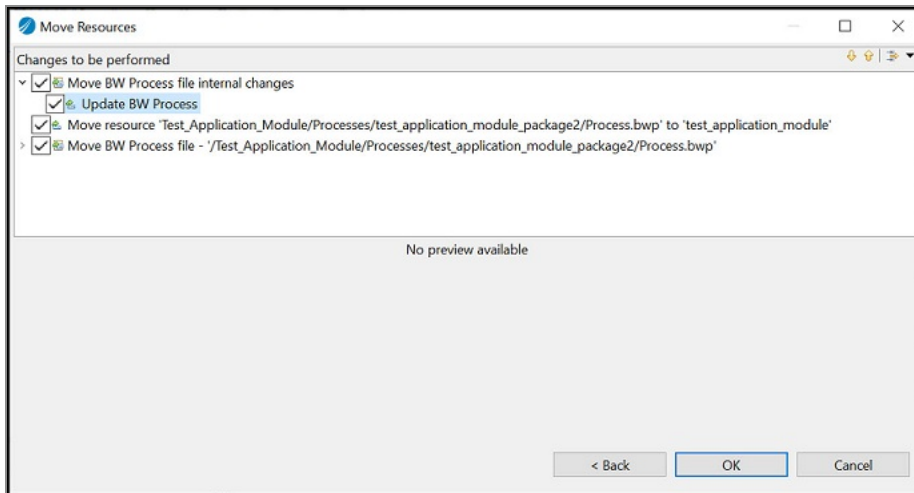 Move Resources
Changes to be performed
Move BW Process file internal changes
Update BW Process
Move resource 'Test_Application_Module/Processes/test_application_module_package2/Process.bwp' to 'test_application_module'
Move BW Process file - '/Test_Application_Module/Processes/test_application_module_package2/Process.bwp'
No preview available
< Back OK Cancel